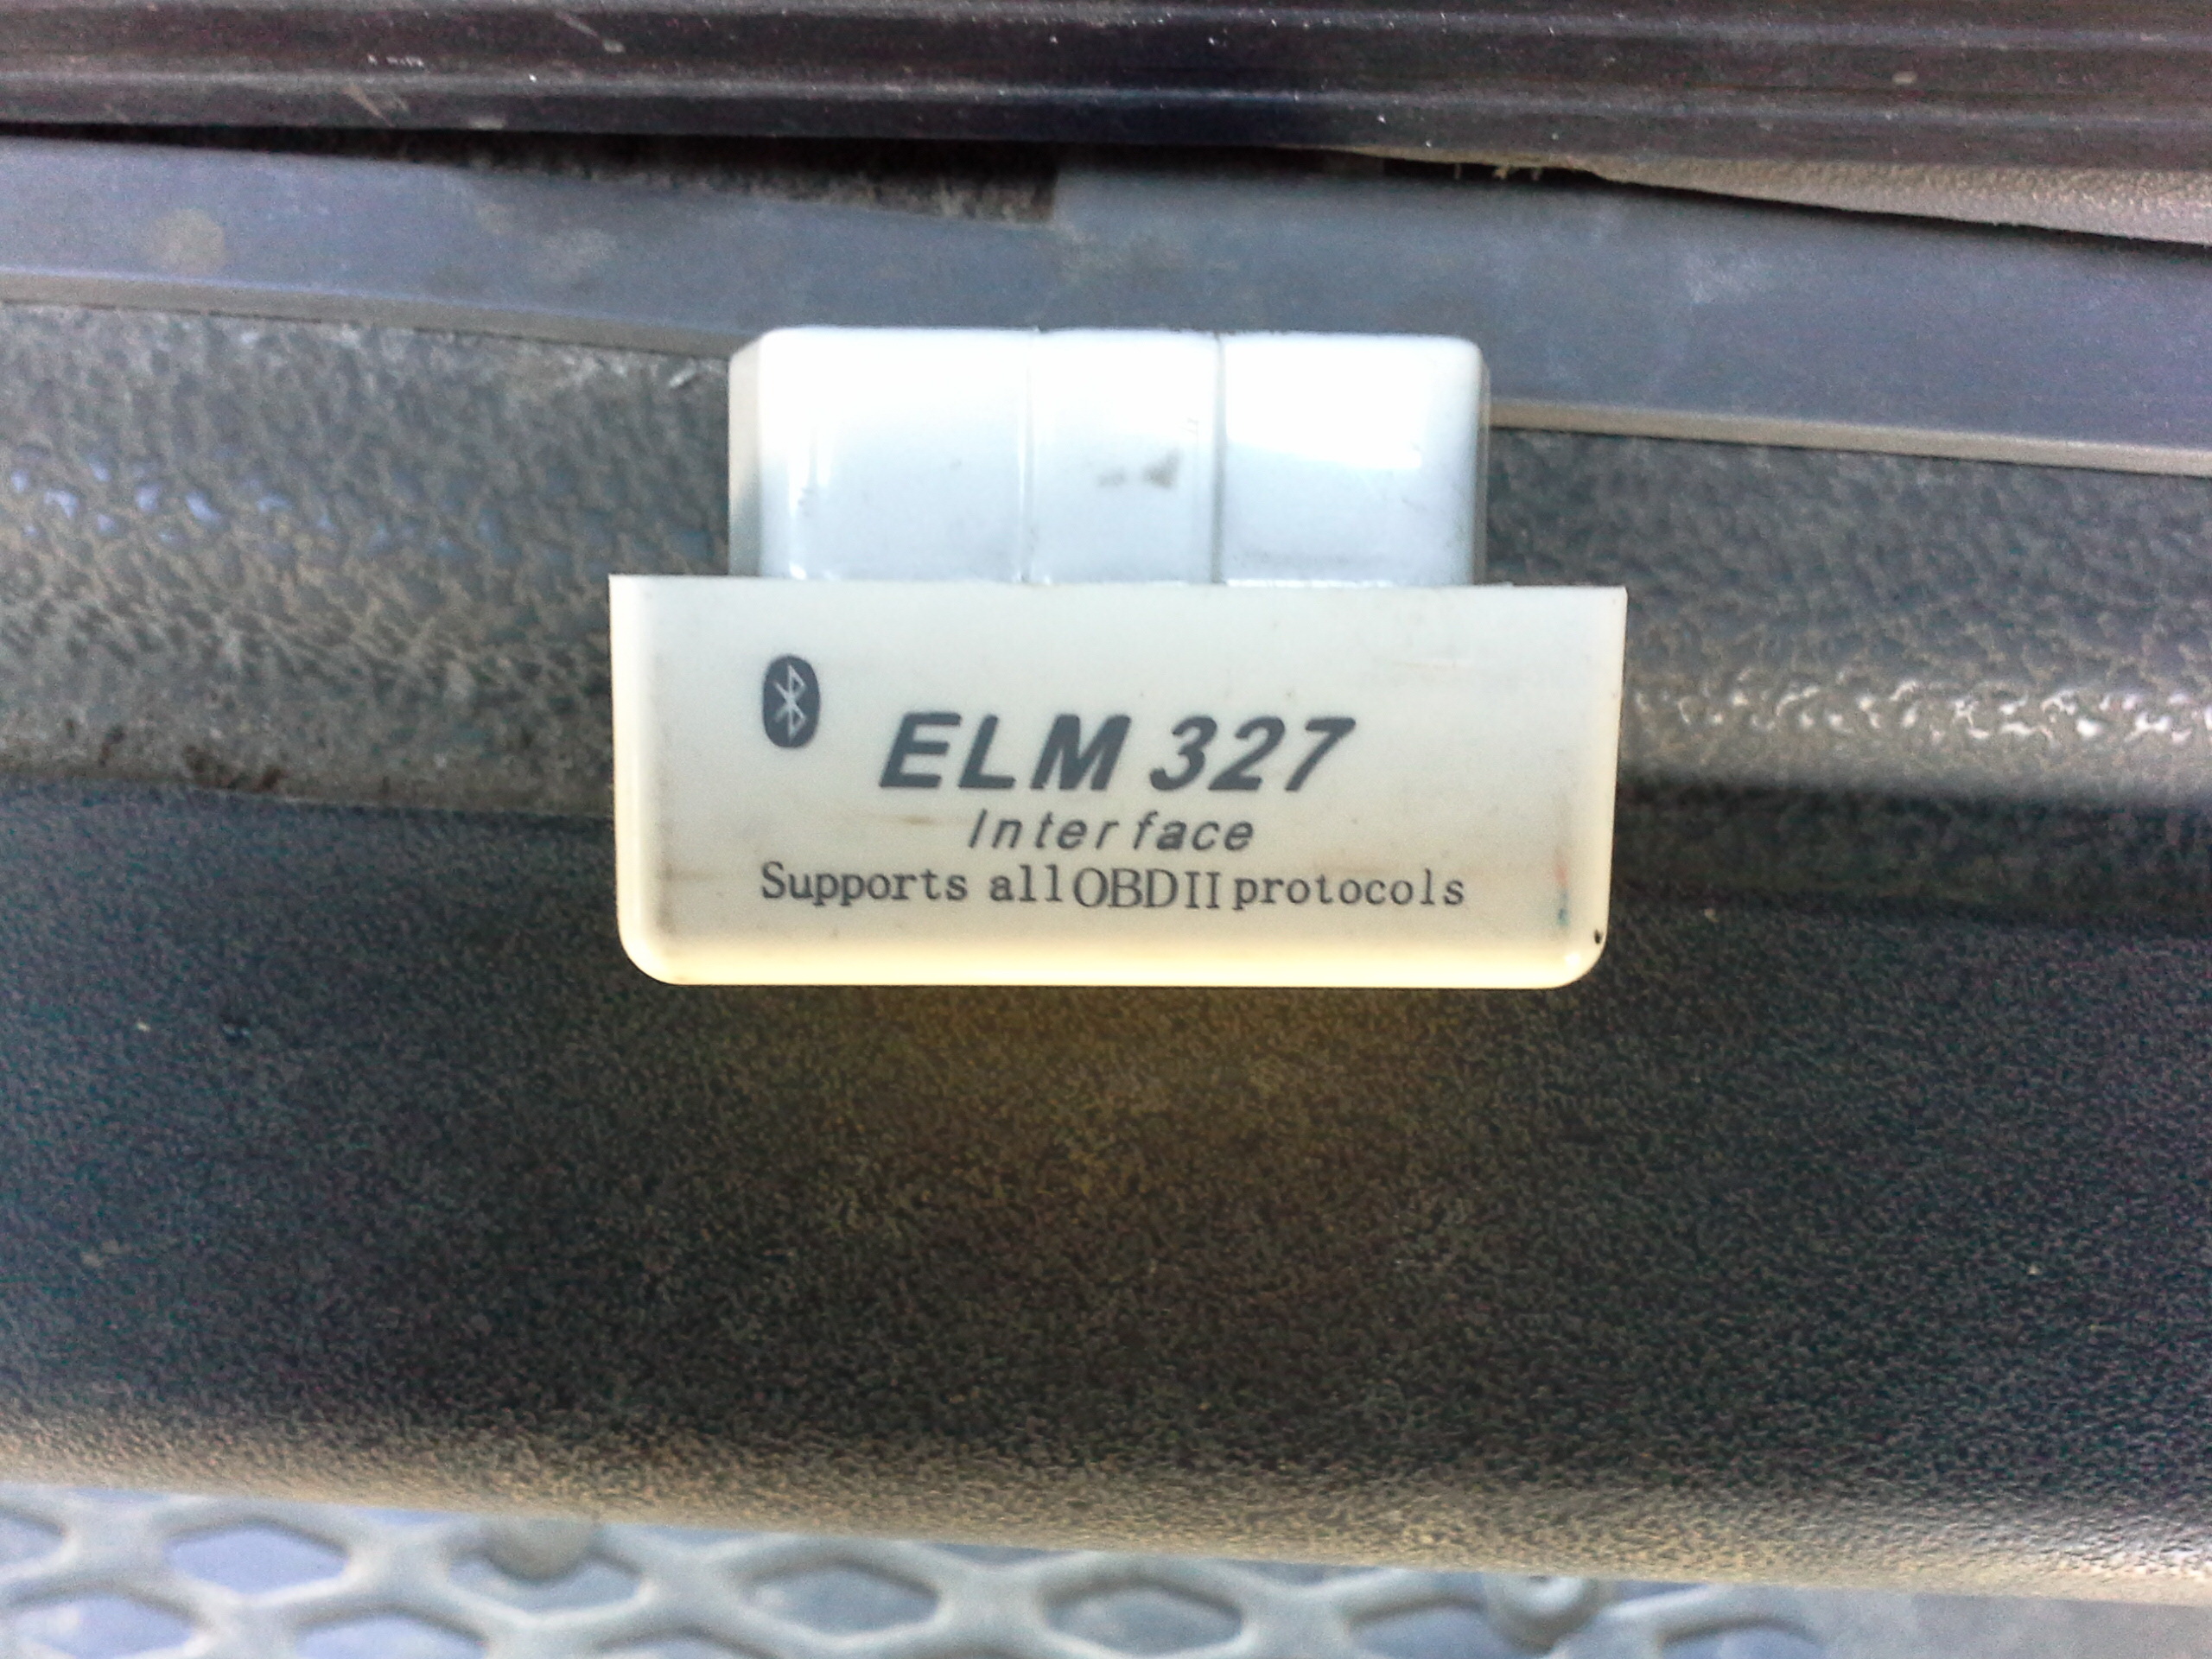 ELM 327
Interface
Supports all OBDII protocols